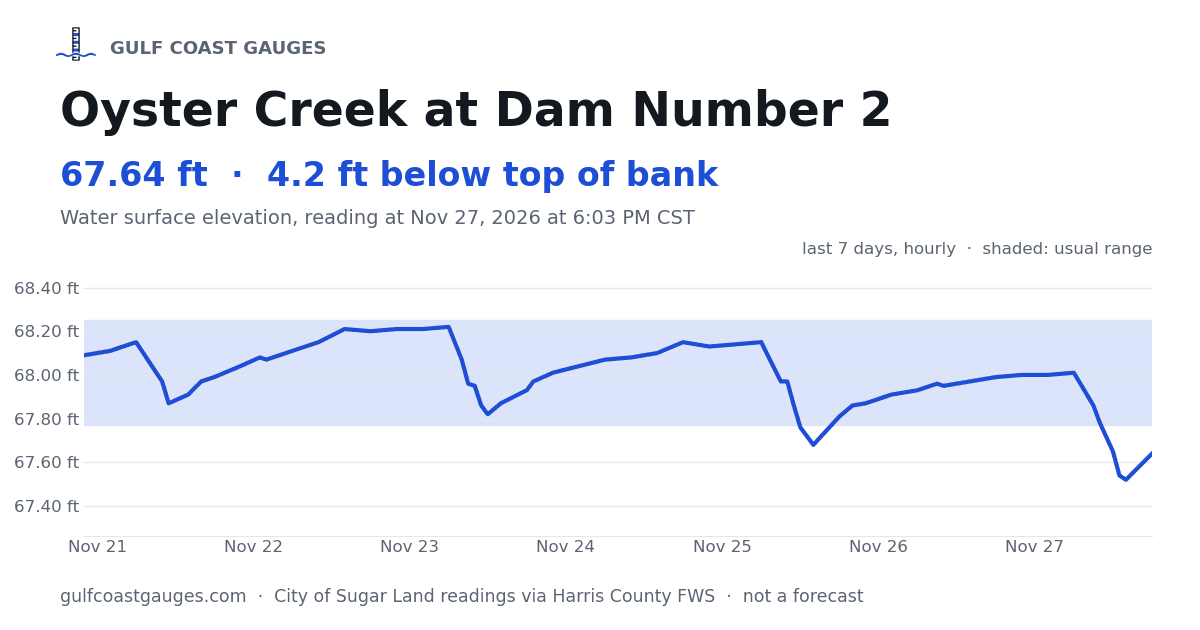 GULF COAST GAUGES
Oyster Creek at Dam Number 2
67.64 ft · 4.2 ft below top of bank
Water surface elevation, reading at Nov 27, 2026 at 6:03 PM CST
last 7 days, hourly · shaded: usual range
68.40 ft
68.20 ft
68.00 ft
67.80 ft
67.60 ft
67.40 ft
Nov 21 Nov 22 Nov 23 Nov 24 Nov 25 Nov 26 Nov 27
gulfcoastgauges.com · City of Sugar Land readings via Harris County FWS · not a forecast